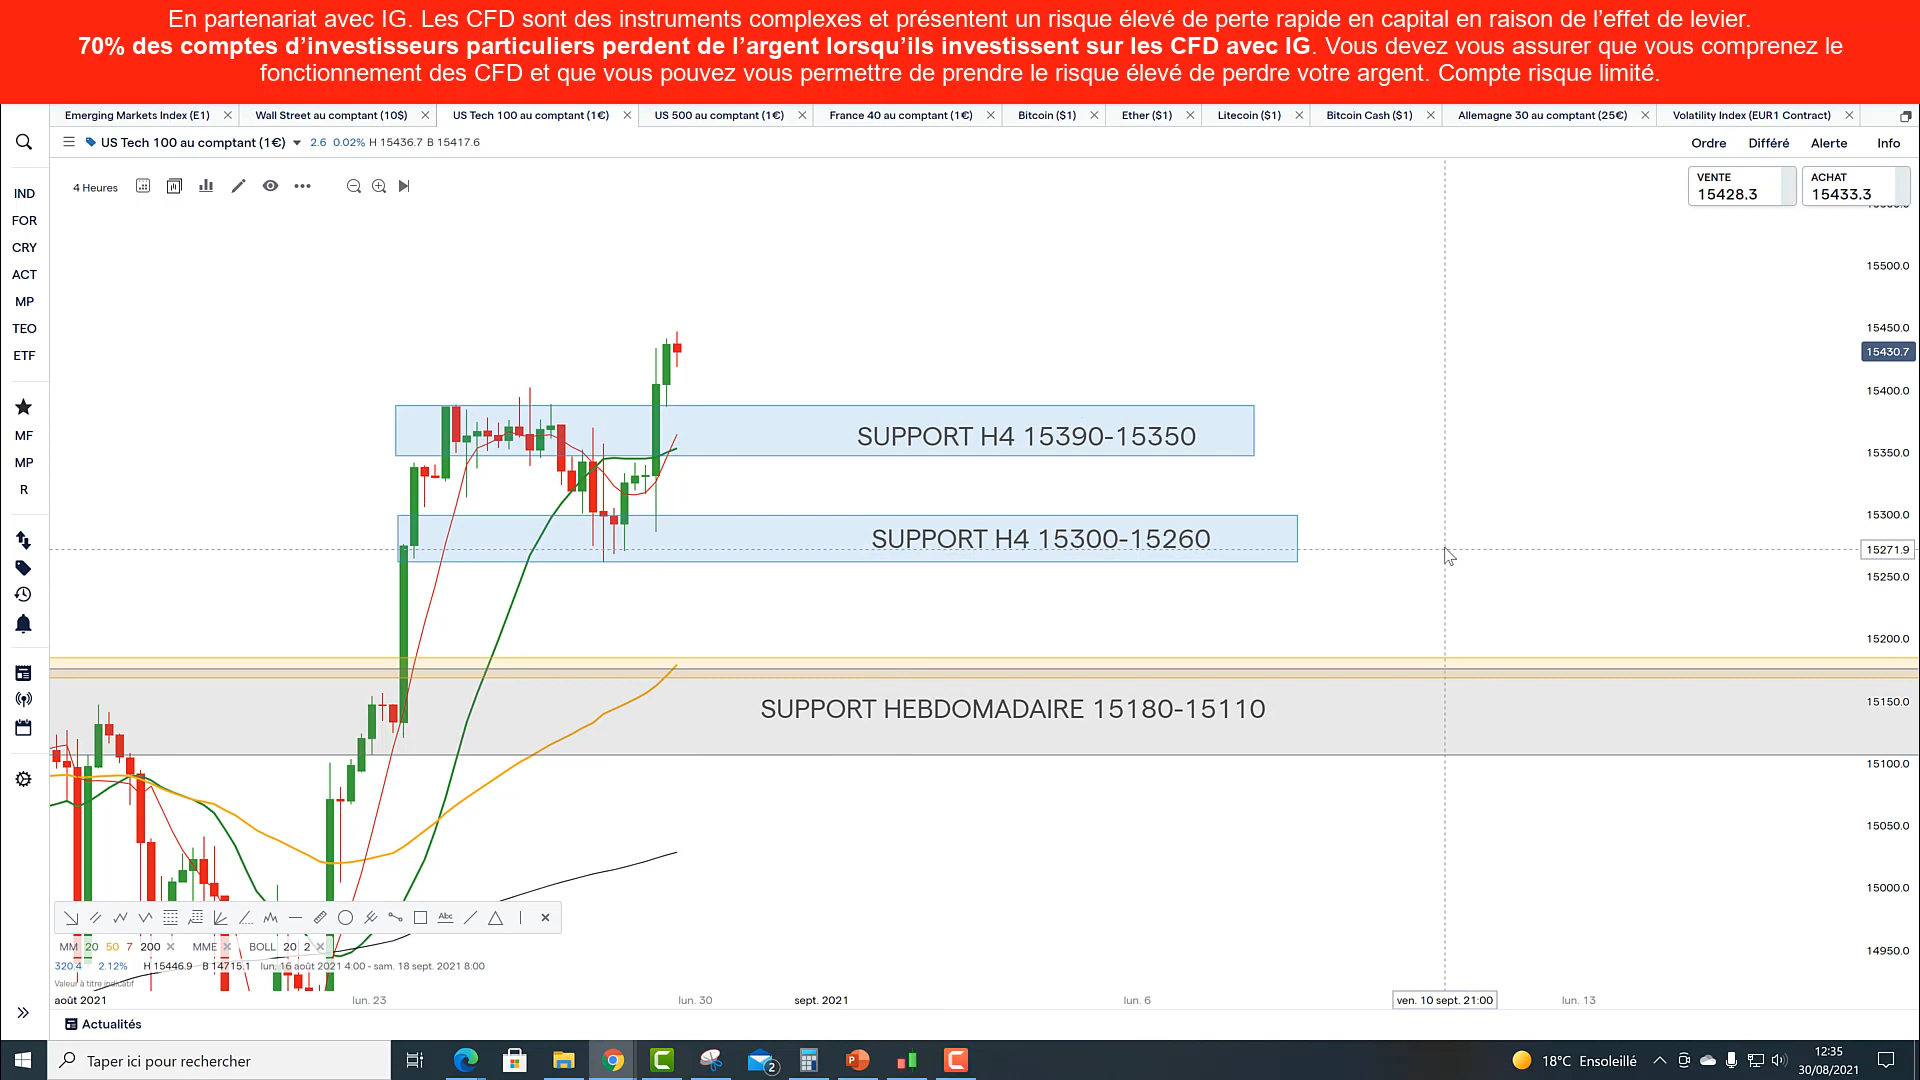 En partenariat avec IG. Les CFD sont des instruments complexes et présentent un risque élevé de perte rapide en capital en raison de l’effet de levier.
70% des comptes d’investisseurs particuliers perdent de l’argent lorsqu’ils investissent sur les CFD avec IG. Vous devez vous assurer que vous comprenez le
fonctionnement des CFD et que vous pouvez vous permettre de prendre le risque élevé de perdre votre argent. Compte risque limité.
Emerging Markets Index (E1) Wall Street au comptant (10$) US Tech 100 au comptant (1€) US 500 au comptant (1€) France 40 au comptant (1€) Bitcoin ($1) Ether ($1) Litecoin ($1) Bitcoin Cash ($1) Allemagne 30 au comptant (25€) Volatility Index (EUR1 Contract)
US Tech 100 au comptant (1€) 2.6 0.02% H 15436.7 B 15417.6 Ordre Différé Alerte Info
4 Heures
VENTE ACHAT
15428.3 15433.3
IND
FOR
CRY
ACT
MP
TEO
ETF
MF
MP
R
15500.0
15450.0
15430.7
15400.0
15350.0
15300.0
15271.9
15250.0
15200.0
15150.0
15100.0
15050.0
15000.0
14950.0
SUPPORT H4 15390-15350
SUPPORT H4 15300-15260
SUPPORT HEBDOMADAIRE 15180-15110
Abc
MM 20 50 7 200 MME BOLL 20 2
320.4 2.12% H 15446.9 B 14715.1 lun. 16 août 2021 4:00 - sam. 18 sept. 2021 8:00
Valeur à titre indicatif
août 2021 lun. 23 lun. 30 sept. 2021 lun. 6 ven. 10 sept. 21:00 lun. 13
Actualités
Taper ici pour rechercher
2
18°C Ensoleillé
12:35
30/08/2021